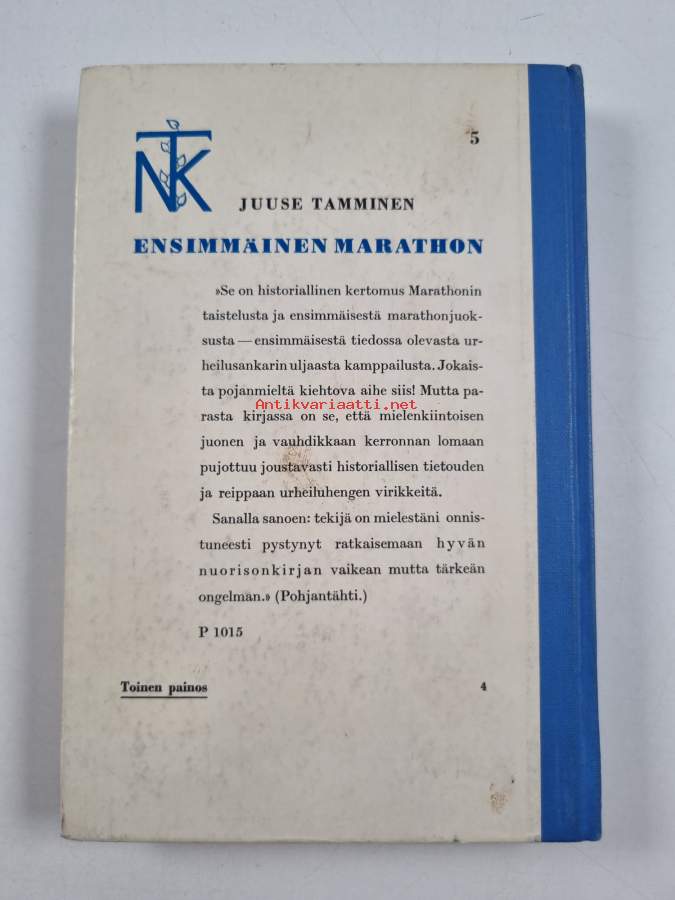 NTK
5
JUUSE TAMMINEN
ENSIMMÄINEN MARATHON
»Se on historiallinen kertomus Marathonin
taistelusta ja ensimmäisestä marathonjuok-
susta — ensimmäisestä tiedossa olevasta ur-
heilusankarin uljaasta kamppailusta. Jokais-
ta pojanmieltä kiehtova aihe siis! Mutta pa-
Antikvariaatti.net
rasta kirjassa on se, että mielenkiintoisen
juonen ja vauhdikkaan kerronnan lomaan
pujottuu joustavasti historiallisen tietouden
ja reippaan urheiluhengen virikkeitä.
Sanalla sanoen: tekijä on mielestäni onnis-
tuneesti pystynyt ratkaisemaan hyvän
nuorisonkirjan vaikean mutta tärkeän
ongelman.» (Pohjantähti.)
P 1015
Toinen painos
4